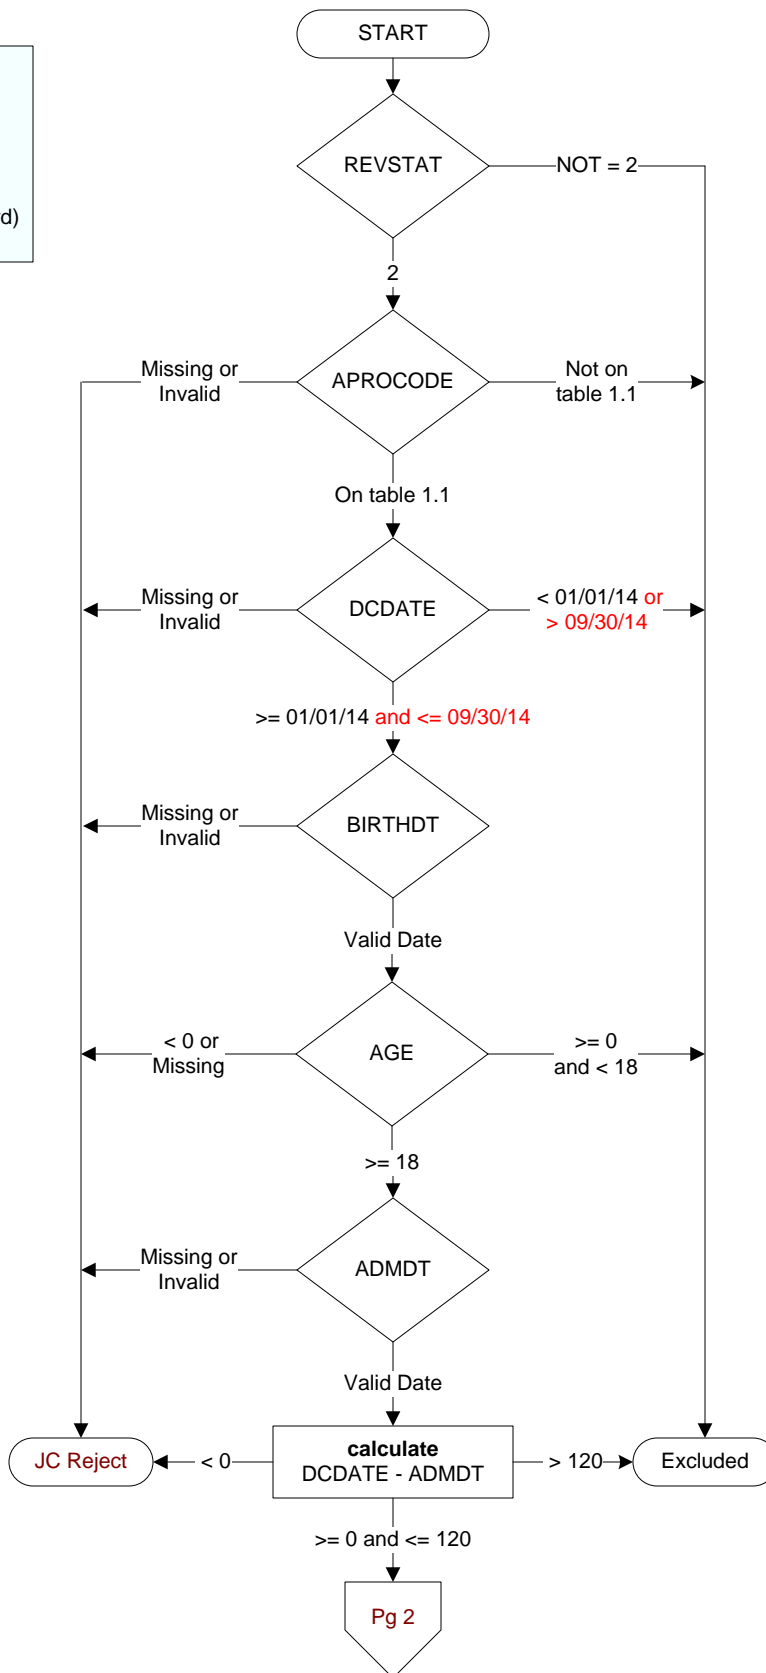 START
REVSTAT
NOT = 2
d)
2
Missing or
Invalid
APROCODE
Not on
table 1.1
On table 1.1
Missing or
Invalid
DCDATE
< 01/01/14 or
> 09/30/14
>= 01/01/14 and <= 09/30/14
Missing or
Invalid
BIRTHDT
Valid Date
< 0 or
Missing
AGE
>= 0
and < 18
>= 18
Missing or
Invalid
ADMDT
Valid Date
JC Reject
< 0
calculate
DCDATE - ADMDT
> 120
Excluded
>= 0 and <= 120
Pg 2